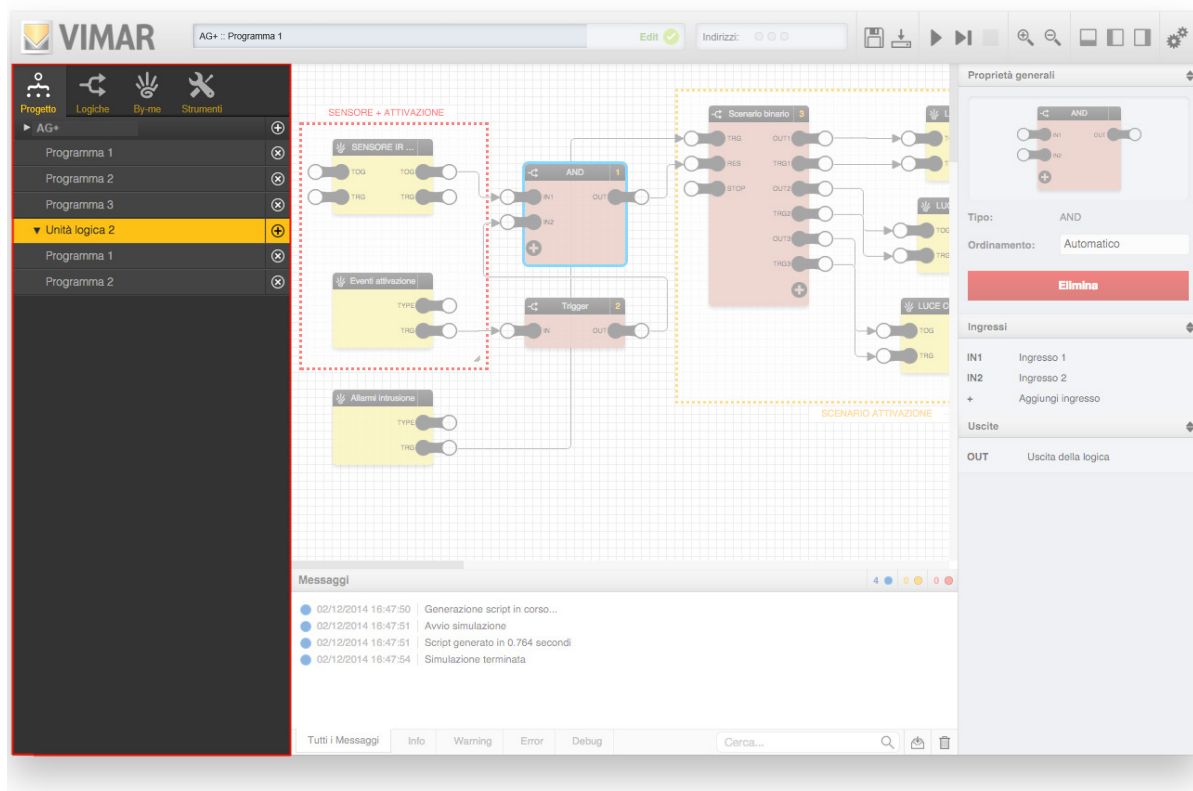 VIMAR
AG+ :: Programma 1
Edit
Indirizzi:
Progetto
Logiche
By-me
Strumenti
AG+
Programma 1
Programma 2
Programma 3
Unità logica 2
Programma 1
Programma 2
SENSORE + ATTIVAZIONE
SENSORE IR ...
TOG TOG
TRG TRG
AND 1
IN1 OUT
IN2
Eventi attivazione
TYPE
TRG
Trigger 2
IN OUT
Allarmi intrusione
TYPE
TRG
Scenario binario 3
TRG OUT1
RES TRG1
STOP OUT2
TRG2
OUT3
TRG3
LUCE C
TOG
TRG
SCENARIO ATTIVAZIONE
Messaggi
4 0 0
02/12/2014 16:47:50 Generazione script in corso...
02/12/2014 16:47:51 Avvio simulazione
02/12/2014 16:47:51 Script generato in 0.764 secondi
02/12/2014 16:47:54 Simulazione terminata
Tutti i Messaggi
Info
Warning
Error
Debug
Cerca...
Proprietà generali
AND
IN1 OUT
IN2
Tipo: AND
Ordinamento: Automatico
Elimina
Ingressi
IN1 Ingresso 1
IN2 Ingresso 2
+ Aggiungi ingresso
Uscite
OUT Uscita della logica